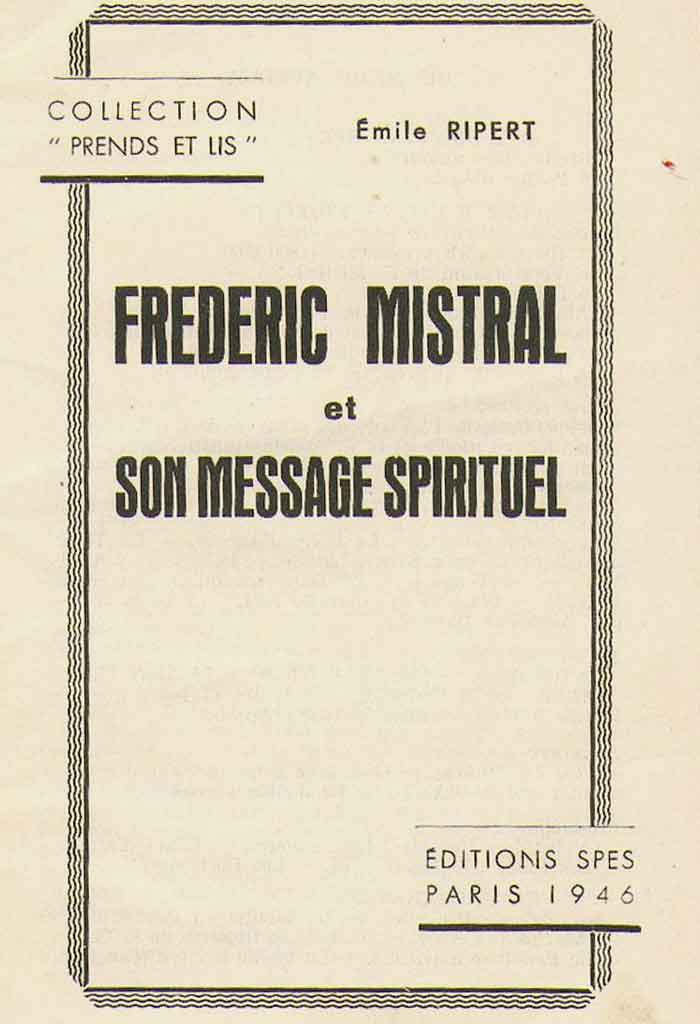 COLLECTION
" PRENDS ET LIS "
Émile RIPERT
FREDERIC MISTRAL
et
SON MESSAGE SPIRITUEL
ÉDITIONS SPES
PARIS 1946